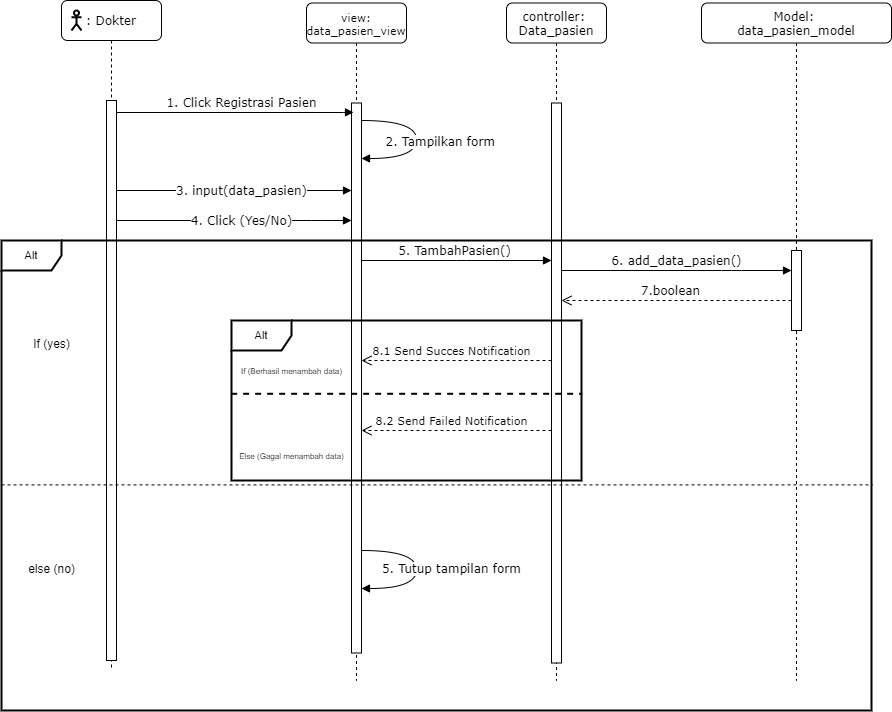 : Dokter
view:
data_pasien_view
controller:
Data_pasien
Model:
data_pasien_model
1. Click Registrasi Pasien
2. Tampilkan form
3. input(data_pasien)
4. Click (Yes/No)
Alt
5. TambahPasien()
6. add_data_pasien()
7.boolean
Alt
If (yes)
8.1 Send Succes Notification
If (Berhasil menambah data)
8.2 Send Failed Notification
Else (Gagal menambah data)
else (no)
5. Tutup tampilan form